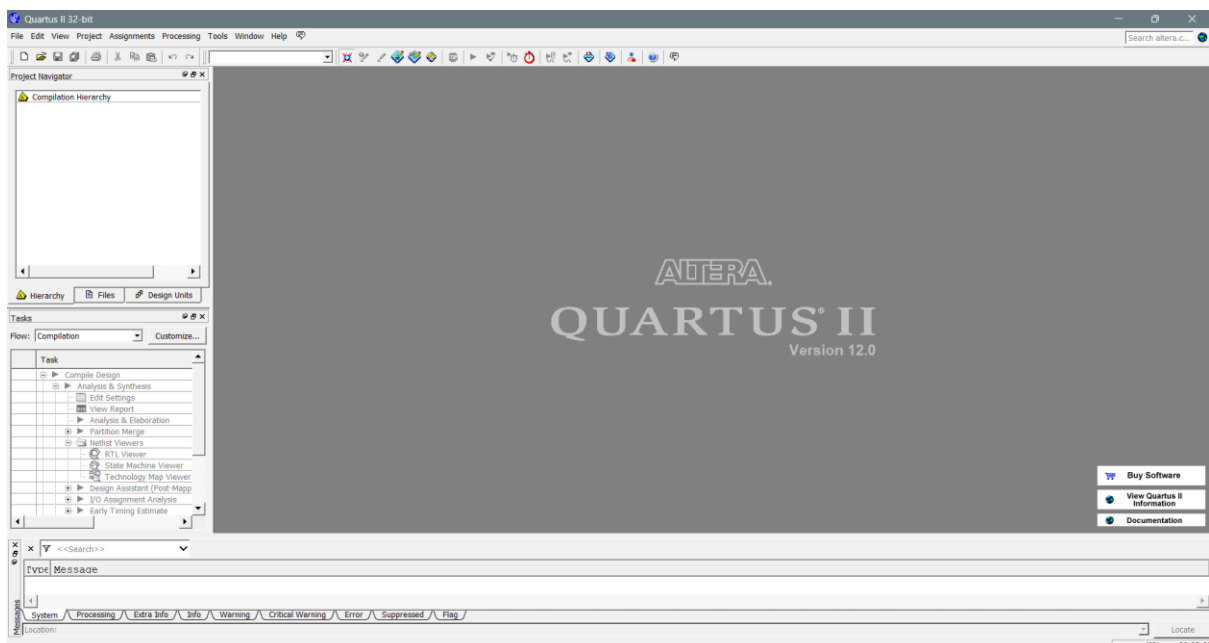 Quartus II 32-bit
File Edit View Project Assignments Processing Tools Window Help
Search altera.c...
Project Navigator
Compilation Hierarchy
Hierarchy Files Design Units
Tasks
Flow: Compilation Customize...
Task
Compile Design
Analysis & Synthesis
Edit Settings
View Report
Analysis & Elaboration
Partition Merge
Netlist Viewers
RTL Viewer
State Machine Viewer
Technology Map Viewer
Design Assistant (Post-Mapp
I/O Assignment Analysis
Early Timing Estimate
ALTERA.
QUARTUS® II
Version 12.0
Buy Software
View Quartus II
Information
Documentation
<<Search>>
Type Message
System Processing Extra Info Info Warning Critical Warning Error Suppressed Flag
Messages
Location: Locate